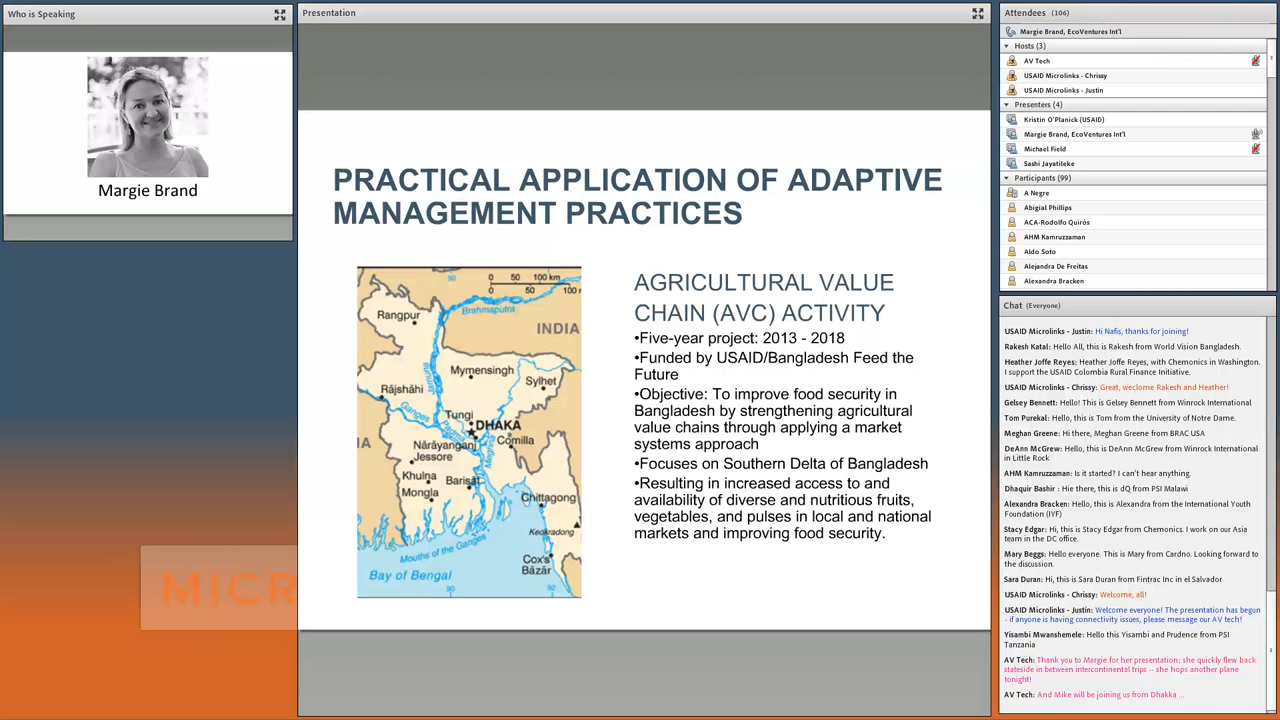 Who is Speaking
Margie Brand
Presentation
PRACTICAL APPLICATION OF ADAPTIVE
MANAGEMENT PRACTICES
0 50 100 km
0 50 100 m
90
Brahmaputra
Rangpur
INDIA
Mymensingh
Sylhet
Rājshāhi
Ganges
Tungi
DHAKA
Nārāyanganj
Comilla
Jessore
Khulna
Barisāl
Mongla
Chittagong
Keokradong
Mouths of the Ganges
Cox's
Bāzār
Bay of Bengal
90
AGRICULTURAL VALUE
CHAIN (AVC) ACTIVITY
•Five-year project: 2013 - 2018
•Funded by USAID/Bangladesh Feed the
Future
•Objective: To improve food security in
Bangladesh by strengthening agricultural
value chains through applying a market
systems approach
•Focuses on Southern Delta of Bangladesh
•Resulting in increased access to and
availability of diverse and nutritious fruits,
vegetables, and pulses in local and national
markets and improving food security.
MICR
Attendees (106)
Margie Brand, EcoVentures Int'l
Hosts (3)
AV Tech
USAID Microlinks - Chrissy
USAID Microlinks - Justin
Presenters (4)
Kristin O'Planick (USAID)
Margie Brand, EcoVentures Int'l
Michael Field
Sashi Jayatileke
Participants (99)
A Negre
Abigial Phillips
ACA-Rodolfo Quirós
AHM Kamruzzaman
Aldo Soto
Alejandra De Freitas
Alexandra Bracken
Chat (Everyone)
USAID Microlinks - Justin: Hi Nafis, thanks for joining!
Rakesh Katal: Hello All, this is Rakesh from World Vision Bangladesh.
Heather Joffe Reyes: Heather Joffe Reyes, with Chemonics in Washington.
I support the USAID Colombia Rural Finance Initiative.
USAID Microlinks - Chrissy: Great, weclome Rakesh and Heather!
Gelsey Bennett: Hello! This is Gelsey Bennett from Winrock International
Tom Purekal: Hello, this is Tom from the University of Notre Dame.
Meghan Greene: Hi there, Meghan Greene from BRAC USA
DeAnn McGrew: Hello, this is DeAnn McGrew from Winrock International
in Little Rock
AHM Kamruzzaman: Is it started? I can't hear anything.
Dhaquir Bashir : Hie there, this is dQ from PSI Malawi
Alexandra Bracken: Hello, this is Alexandra from the International Youth
Foundation (IYF)
Stacy Edgar: Hi, this is Stacy Edgar from Chemonics. I work on our Asia
team in the DC office.
Mary Beggs: Hello everyone. This is Mary from Cardno. Looking forward to
the discussion.
Sara Duran: Hi, this is Sara Duran from Fintrac Inc in el Salvador
USAID Microlinks - Chrissy: Welcome, all!
USAID Microlinks - Justin: Welcome everyone! The presentation has begun
- if anyone is having connectivity issues, please message our AV tech!
Yisambi Mwanshemele: Hello this Yisambi and Prudence from PSI
Tanzania
AV Tech: Thank you to Margie for her presentation; she quickly flew back
stateside in between intercontinental trips -- she hops another plane
tonight!
AV Tech: And Mike will be joining us from Dhakka ...